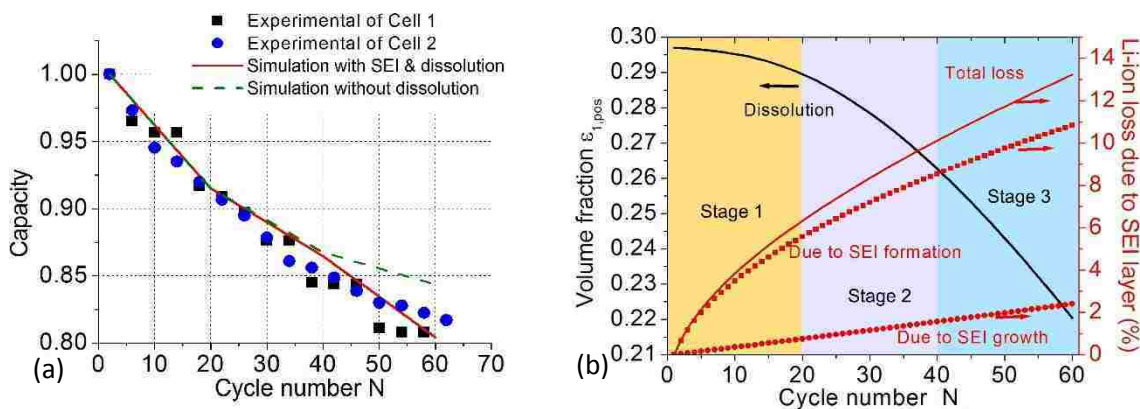 Experimental of Cell 1
Experimental of Cell 2
Simulation with SEI & dissolution
Simulation without dissolution
1.00
0.95
0.90
0.85
0.80
Capacity
0 10 20 30 40 50 60 70
Cycle number N
(a)
0.30
0.29
0.28
0.27
0.26
0.25
0.23
0.22
0.21
Volume fraction ε1,pos
Dissolution
Total loss
Stage 1
Stage 2
Stage 3
Due to SEI formation
Due to SEI growth
14
12
10
8
6
4
2
0
Li-ion loss due to SEI layer (%)
0 10 20 30 40 50 60
Cycle number N
(b)